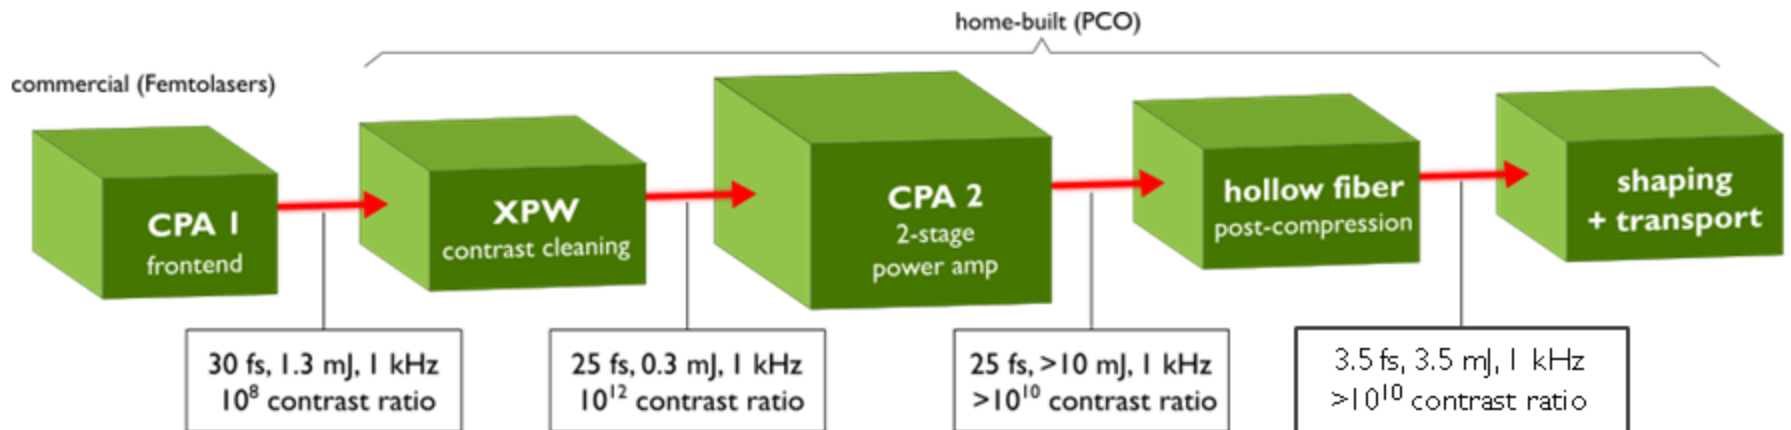 home-built (PCO)
commercial (Femtolasers)
CPA 1
frontend
XPW
contrast cleaning
CPA 2
2-stage
power amp
hollow fiber
post-compression
shaping
+ transport
30 fs, 1.3 mJ, 1 kHz
10⁸ contrast ratio
25 fs, 0.3 mJ, 1 kHz
10¹² contrast ratio
25 fs, >10 mJ, 1 kHz
>10¹⁰ contrast ratio
3.5 fs, 3.5 mJ, 1 kHz
>10¹⁰ contrast ratio